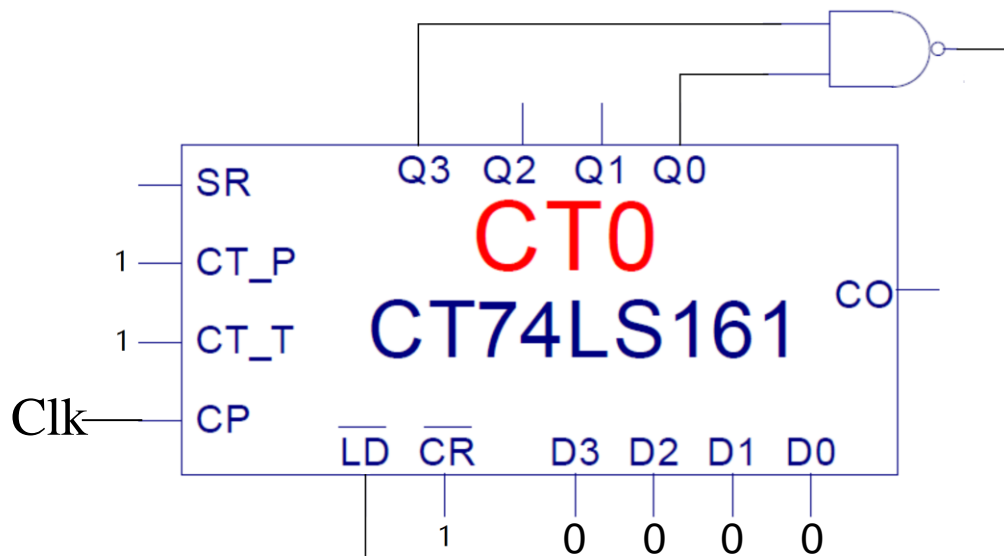 Q3 Q2 Q1 Q0
SR
CT0
1 CT_P
CO
CT74LS161
1 CT_T
Clk CP
LD CR D3 D2 D1 D0
1 0 0 0 0